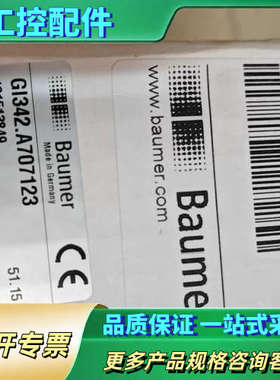 工控配件
GI342.A707123
Baumer
Made in Germany
51.15
CE
www.baumer.com
Baumer
开专票
品质保证 一站式采
更多产品规格咨询客